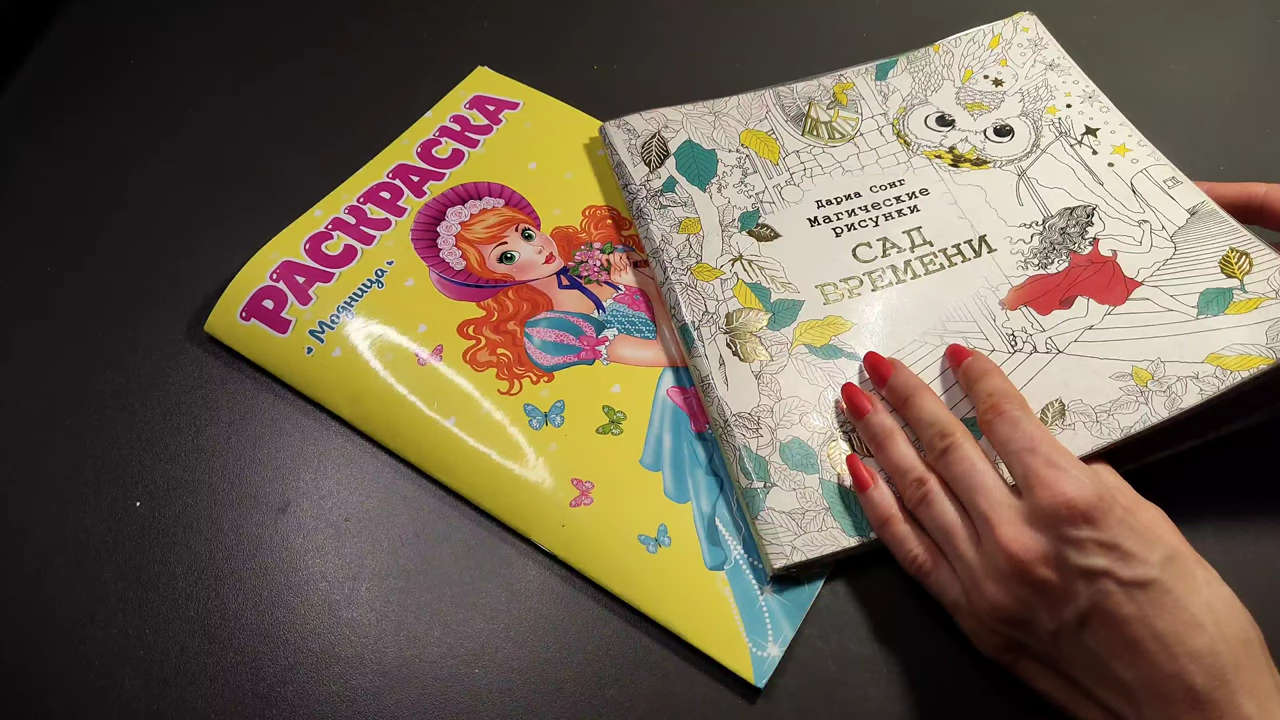 РАСКРАСКА
Модница
Дариа Сонг
Магические
рисунки
САД
ВРЕМЕНИ